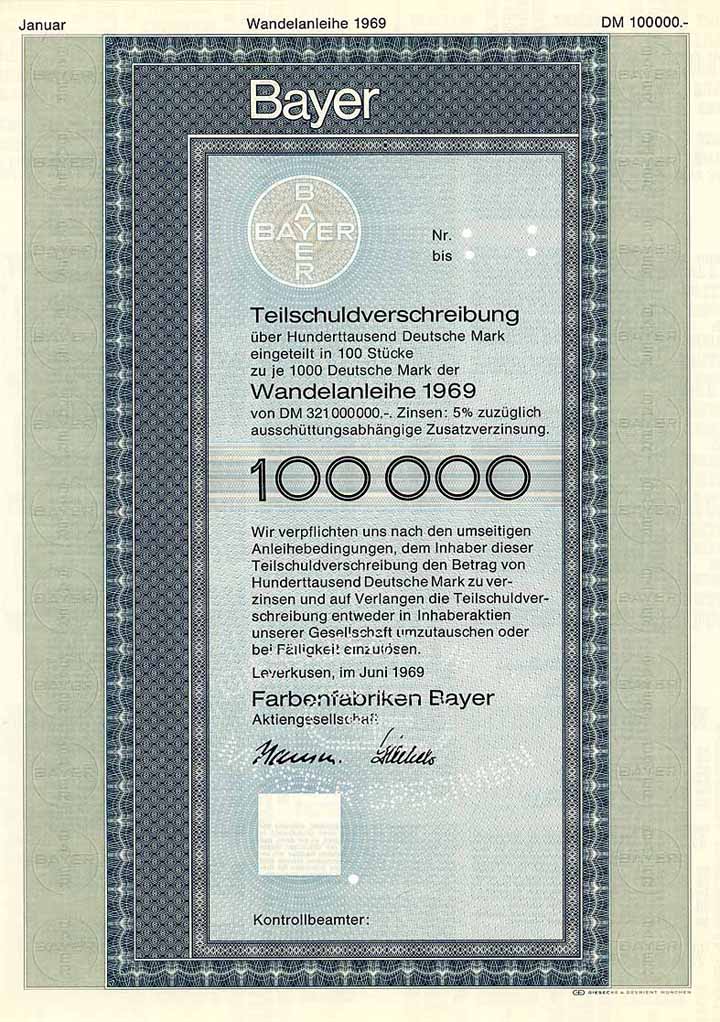 Januar Wandelanleihe 1969 DM 100000.-
Bayer
BAYER
BAYER
Nr.
bis
Teilschuldverschreibung
über Hunderttausend Deutsche Mark
eingeteilt in 100 Stücke
zu je 1000 Deutsche Mark der
Wandelanleihe 1969
von DM 321000000.-. Zinsen: 5% zuzüglich
ausschüttungsabhängige Zusatzverzinsung.
100 000
Wir verpflichten uns nach den umseitigen
Anleihebedingungen, dem Inhaber dieser
Teilschuldverschreibung den Betrag von
Hunderttausend Deutsche Mark zu ver-
zinsen und auf Verlangen die Teilschuldver-
schreibung entweder in Inhaberaktien
unserer Gesellschaft umzutauschen oder
bei Fälligkeit einzulösen.
Leverkusen, im Juni 1969
Farbenfabriken Bayer
Aktiengesellschaft
Kontrollbeamter:
GIESECKE & DEVRIENT MÜNCHEN